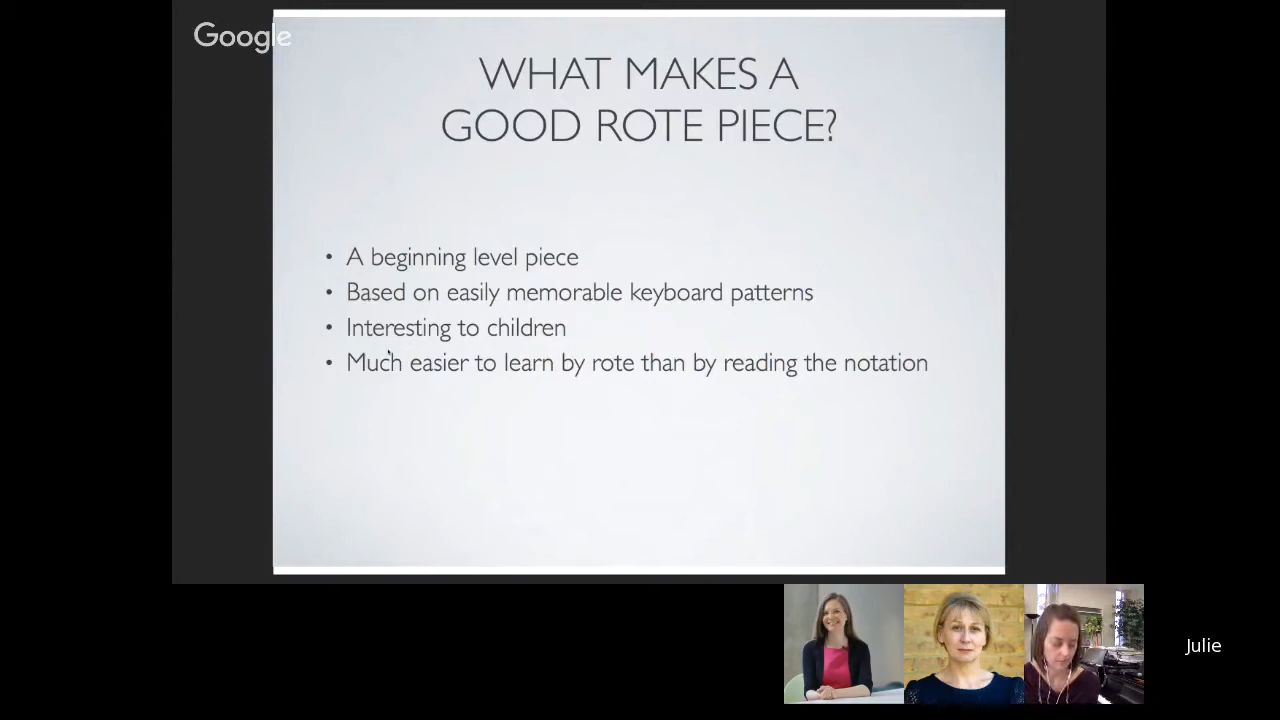 Google
WHAT MAKES A
GOOD ROTE PIECE?
• A beginning level piece
• Based on easily memorable keyboard patterns
• Interesting to children
• Much easier to learn by rote than by reading the notation
Julie